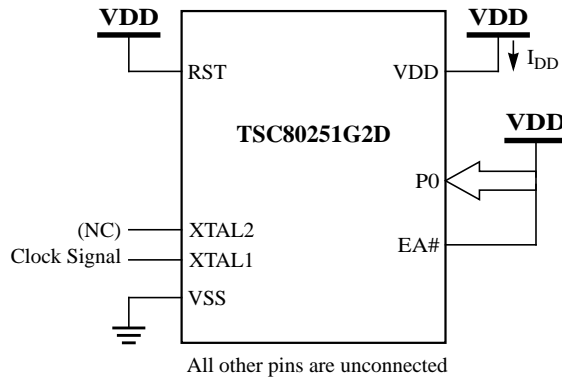 VDD
VDD
RST
VDD
IDD
TSC80251G2D
VDD
P0
(NC)
XTAL2
EA#
Clock Signal
XTAL1
VSS
All other pins are unconnected